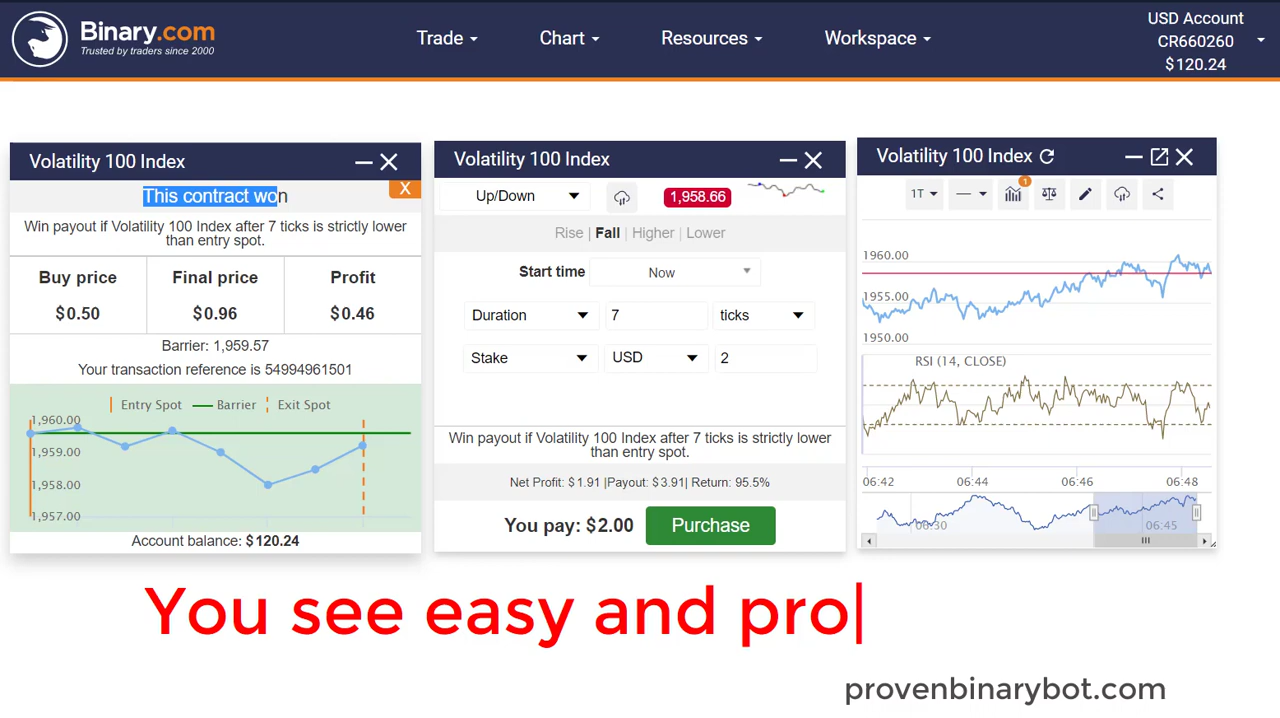 Binary.com
Trusted by traders since 2000
Trade
Chart
Resources
Workspace
USD Account
CR660260
$120.24
Volatility 100 Index
This contract won
X
Win payout if Volatility 100 Index after 7 ticks is strictly lower
than entry spot.
Buy price
Final price
Profit
$0.50
$0.96
$0.46
Barrier: 1,959.57
Your transaction reference is 54994961501
Entry Spot
Barrier
Exit Spot
1,960.00
1,959.00
1,958.00
1,957.00
Account balance: $120.24
Volatility 100 Index
Up/Down
1,958.66
Rise | Fall | Higher | Lower
Start time
Now
Duration
7
ticks
Stake
USD
2
Win payout if Volatility 100 Index after 7 ticks is strictly lower
than entry spot.
Net Profit: $1.91 |Payout: $3.91| Return: 95.5%
You pay: $2.00
Purchase
Volatility 100 Index
1T
1
1960.00
1955.00
1950.00
RSI (14, CLOSE)
06:42
06:44
06:46
06:48
06:30
06:45
You see easy and pro|
provenbinarybot.com